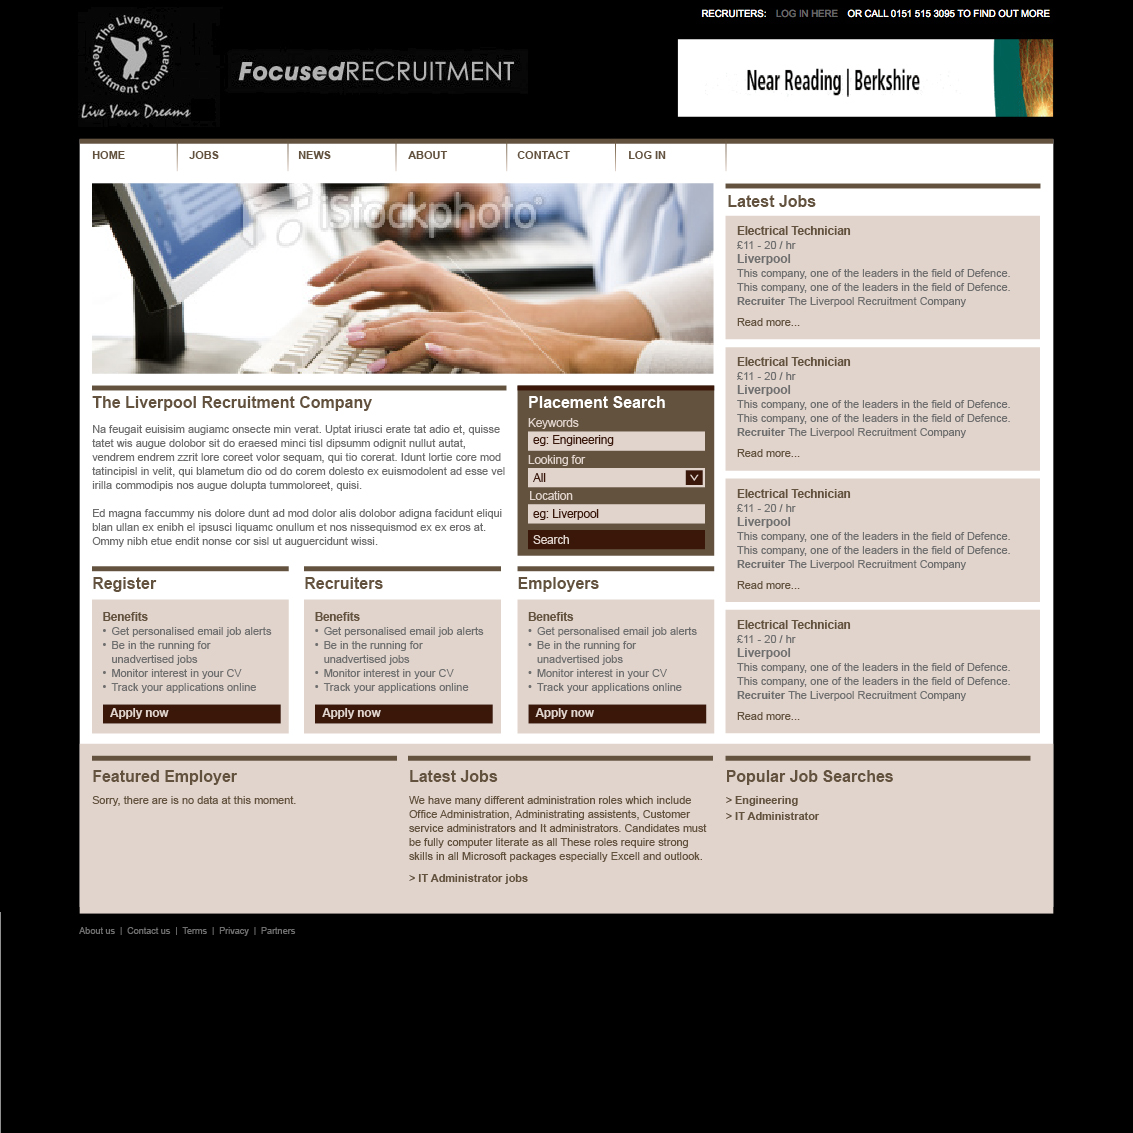 RECRUITERS: LOG IN HERE OR CALL 0151 515 3095 TO FIND OUT MORE
The Liverpool Recruitment Company
Live Your Dreams
FocusedRECRUITMENT
Near Reading | Berkshire
HOME
JOBS
NEWS
ABOUT
CONTACT
LOG IN
iStockphoto
The Liverpool Recruitment Company
Na feugait euisisim augiamc onsecte min verat. Uptat iriusci erate tat adio et, quisse
tatet wis augue dolobor sit do eraesed minci tisl dipsumm odignit nullut autat,
vendrem endrem zzrit lore coreet volor sequam, qui tio corerat. Idunt lortie core mod
tatincipisl in velit, qui blametum dio od do corem dolesto ex euismodolent ad esse vel
irilla commodipis nos augue dolupta tummoloreet, quisi.
Ed magna faccummy nis dolore dunt ad mod dolor alis dolobor adigna facidunt eliqui
blan ullan ex enibh el ipsusci liquamc onullum et nos nissequismod ex ex eros at.
Ommy nibh etue endit nonse cor sisl ut auguercidunt wissi.
Placement Search
Keywords
eg: Engineering
Looking for
All
Location
eg: Liverpool
Search
Register
Benefits
• Get personalised email job alerts
• Be in the running for
unadvertised jobs
• Monitor interest in your CV
• Track your applications online
Apply now
Recruiters
Benefits
• Get personalised email job alerts
• Be in the running for
unadvertised jobs
• Monitor interest in your CV
• Track your applications online
Apply now
Employers
Benefits
• Get personalised email job alerts
• Be in the running for
unadvertised jobs
• Monitor interest in your CV
• Track your applications online
Apply now
Latest Jobs
Electrical Technician
£11 - 20 / hr
Liverpool
This company, one of the leaders in the field of Defence.
This company, one of the leaders in the field of Defence.
Recruiter The Liverpool Recruitment Company
Read more...
Electrical Technician
£11 - 20 / hr
Liverpool
This company, one of the leaders in the field of Defence.
This company, one of the leaders in the field of Defence.
Recruiter The Liverpool Recruitment Company
Read more...
Electrical Technician
£11 - 20 / hr
Liverpool
This company, one of the leaders in the field of Defence.
This company, one of the leaders in the field of Defence.
Recruiter The Liverpool Recruitment Company
Read more...
Electrical Technician
£11 - 20 / hr
Liverpool
This company, one of the leaders in the field of Defence.
This company, one of the leaders in the field of Defence.
Recruiter The Liverpool Recruitment Company
Read more...
Featured Employer
Sorry, there are is no data at this moment.
Latest Jobs
We have many different administration roles which include
Office Administration, Administrating assistents, Customer
service administrators and It administrators. Candidates must
be fully computer literate as all These roles require strong
skills in all Microsoft packages especially Excell and outlook.
> IT Administrator jobs
Popular Job Searches
> Engineering
> IT Administrator
About us | Contact us | Terms | Privacy | Partners